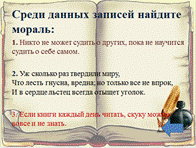 Среди данных записей найдите
мораль:
1. Никто не может судить о других, пока не научится
судить о себе самом.
2. Уж сколько раз твердили миру,
Что лесть гнусна, вредна; но только все не впрок,
И в сердце льстец всегда отыщет уголок.
3. Если книги каждый день читать, скуку можно
вовсе и не знать.